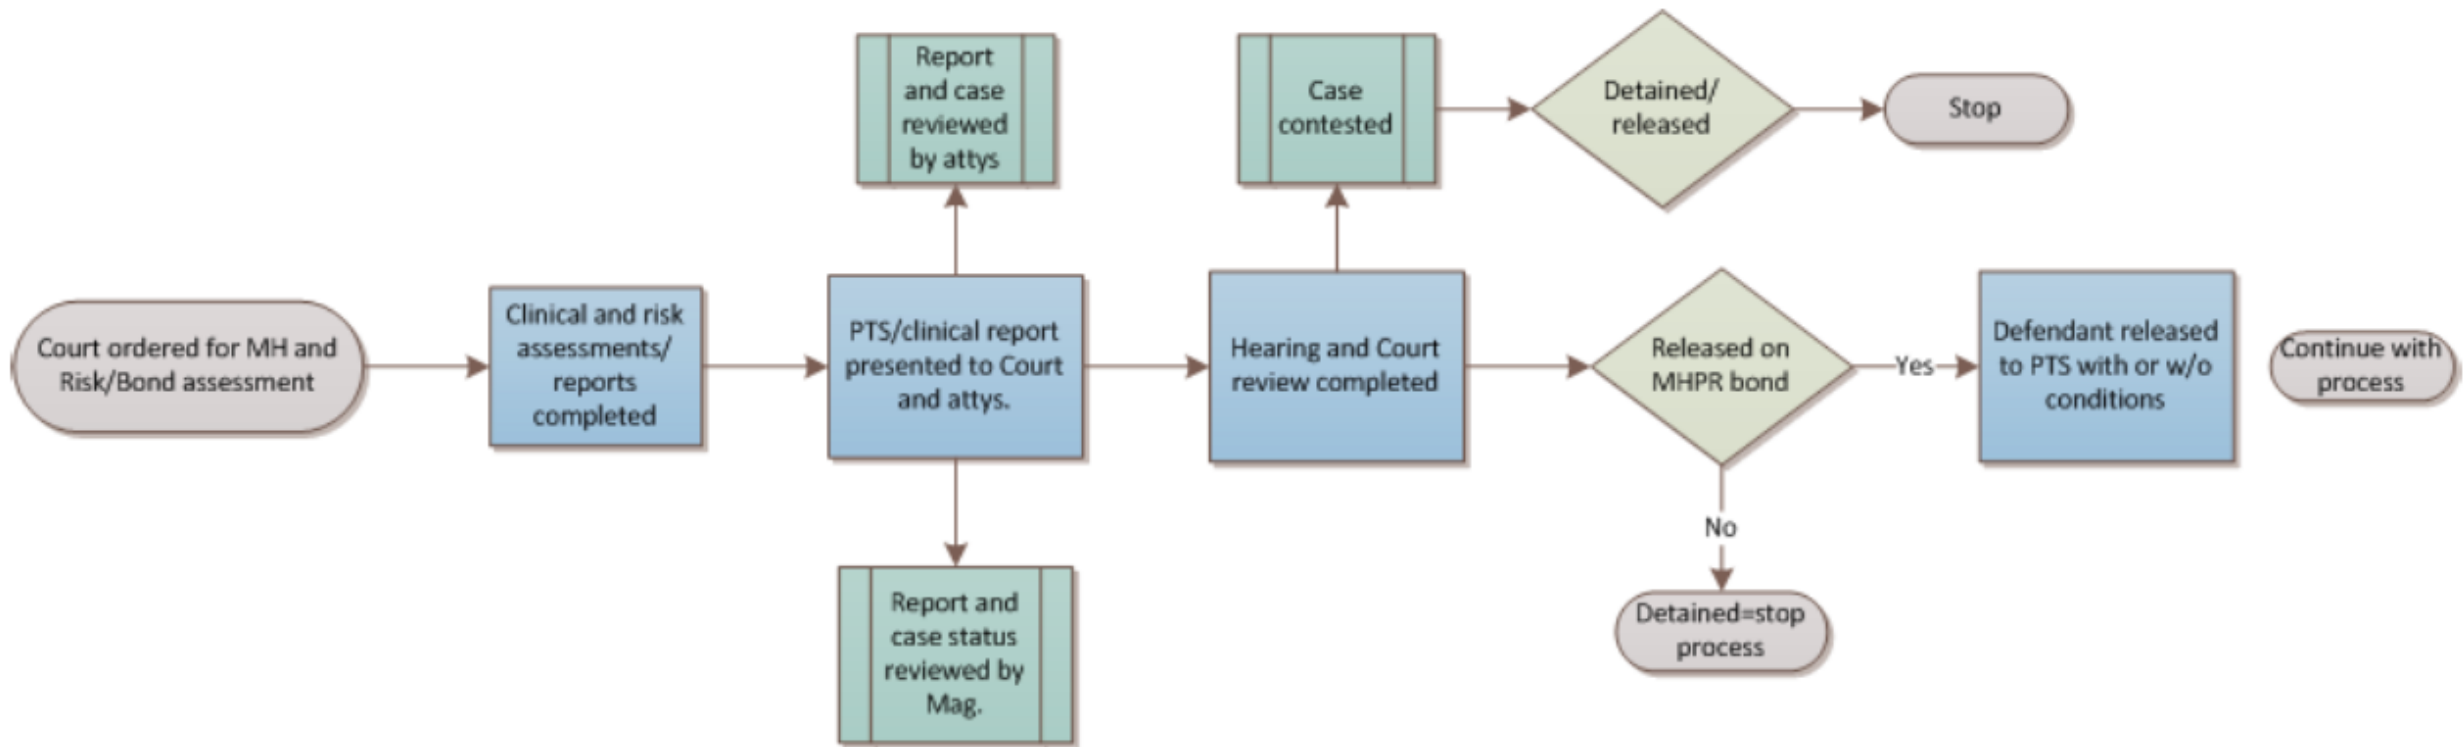 Report
and case
reviewed
by attys
Case
contested
Detained/
released
Stop
Court ordered for MH and
Risk/Bond assessment
Clinical and risk
assessments/
reports
completed
PTS/clinical report
presented to Court
and attys.
Hearing and Court
review completed
Released on
MHPR bond
Yes
Defendant released
to PTS with or w/o
conditions
Continue with
process
No
Detained=stop
process
Report and
case status
reviewed by
Mag.